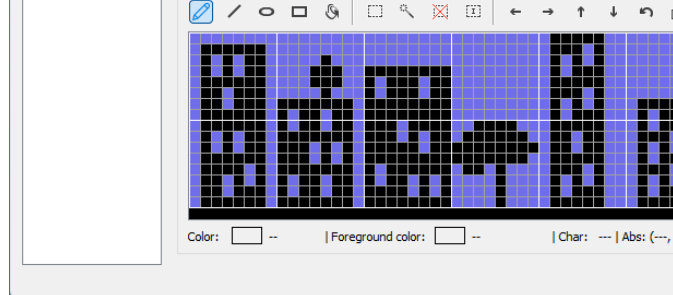 Color: -- | Foreground color: -- | Char: --- | Abs: (---,